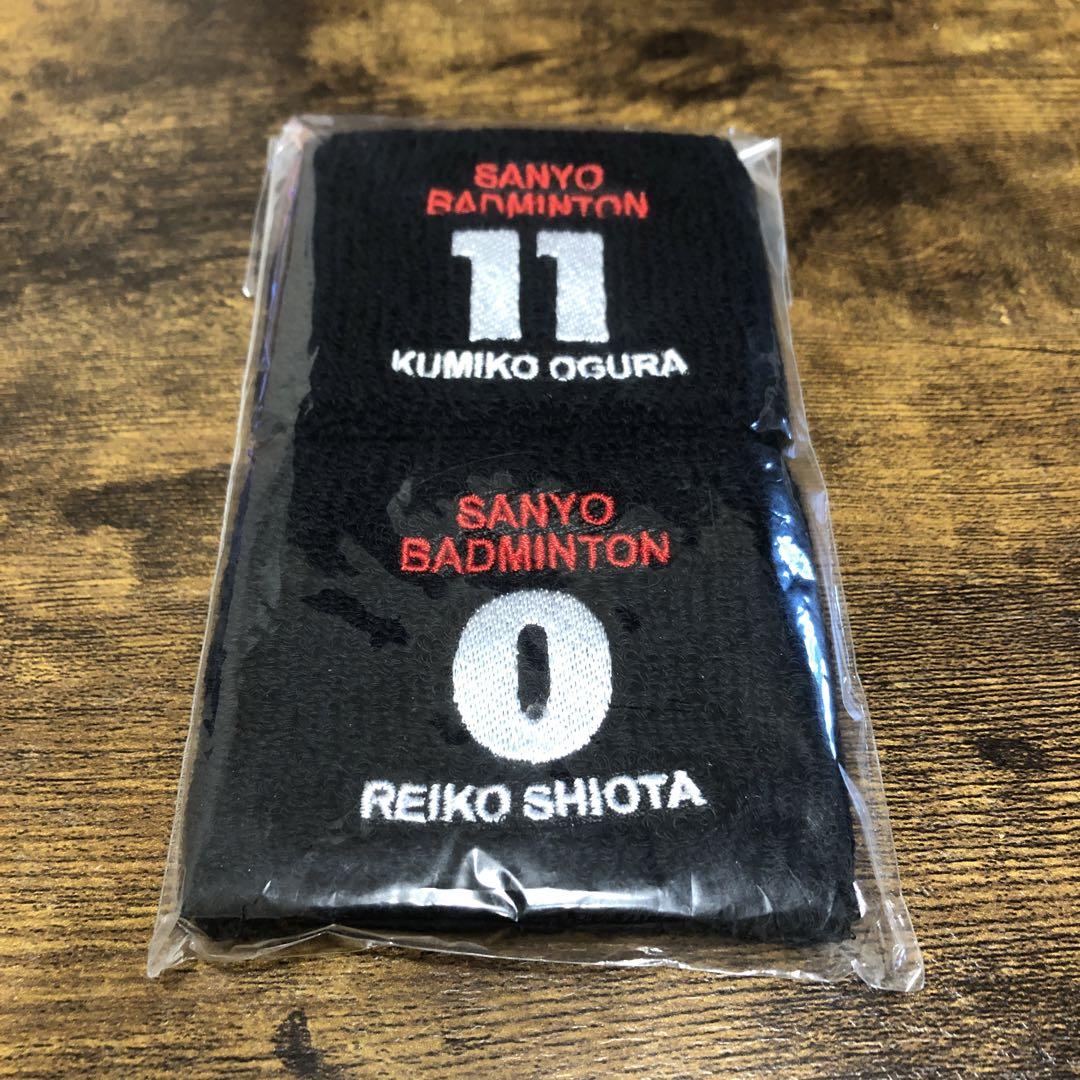 SANYO
BADMINTON
11
KUMIKO OGURA
SANYO
BADMINTON
0
REIKO SHIOTA